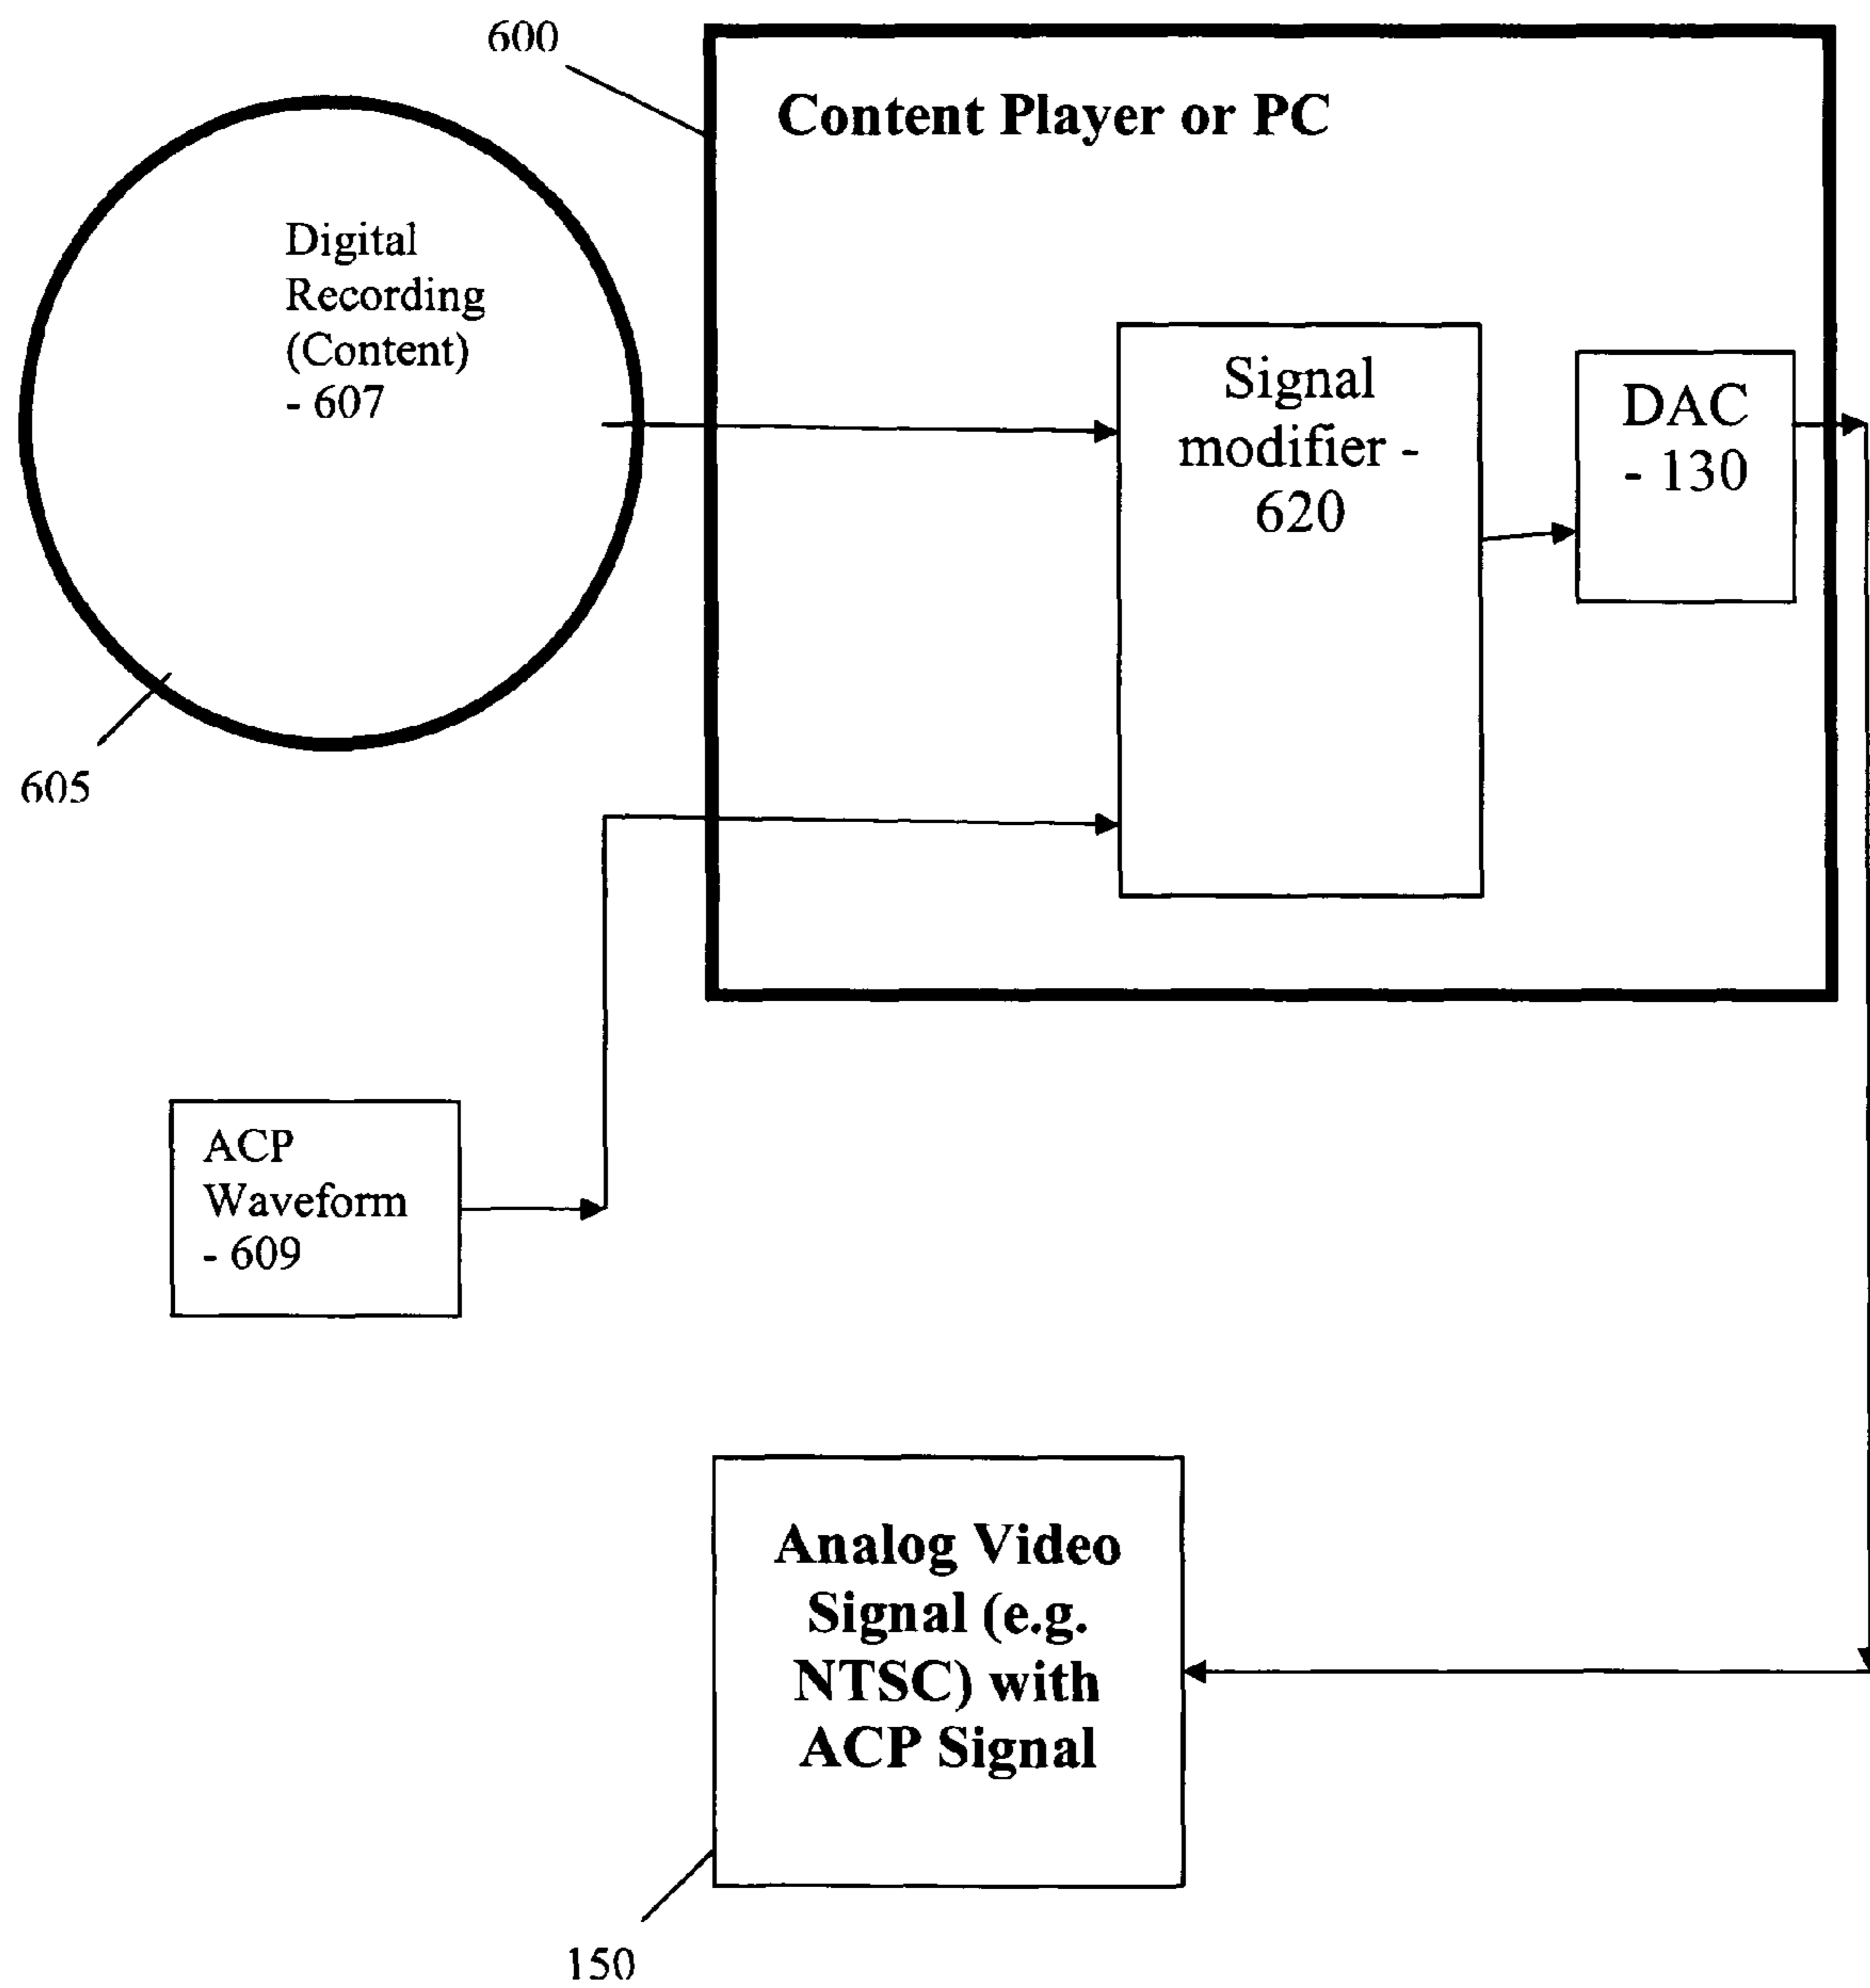 600
Content Player or PC
Digital
Recording
(Content)
- 607
Signal
modifier -
620
DAC
- 130
605
ACP
Waveform
- 609
Analog Video
Signal (e.g.
NTSC) with
ACP Signal
150